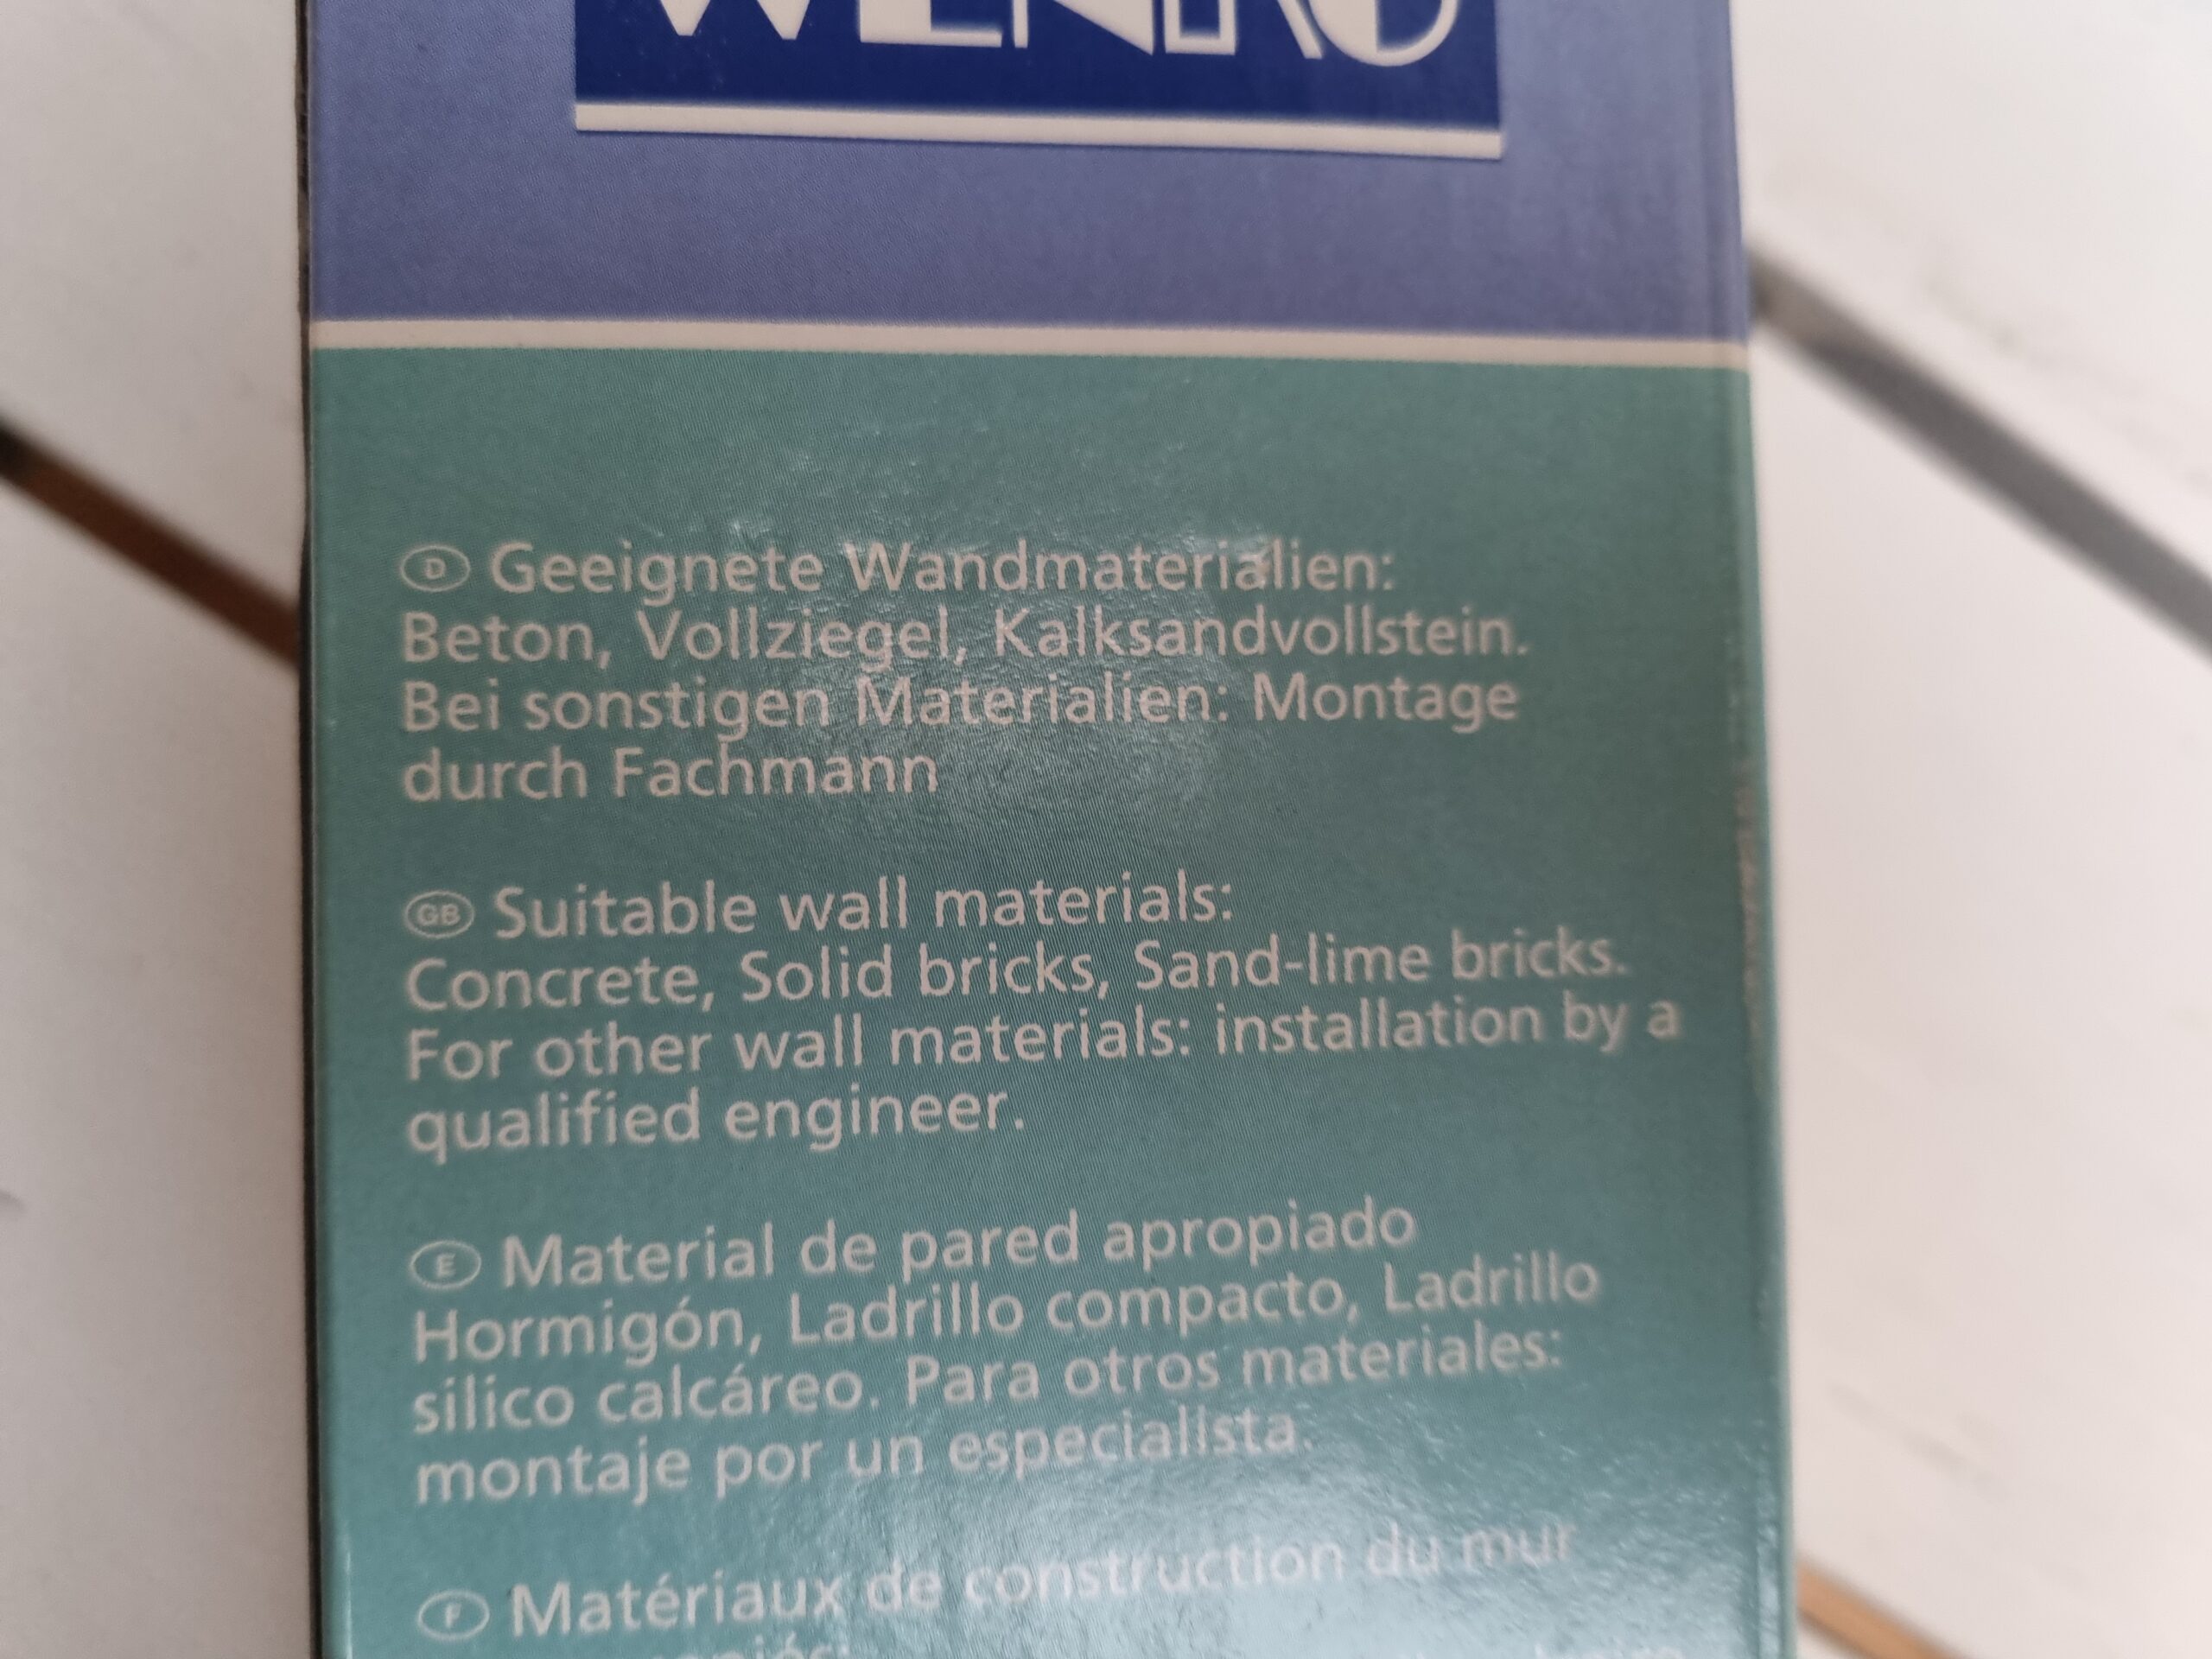 WENKO
D Geeignete Wandmaterialien:
Beton, Vollziegel, Kalksandvollstein.
Bei sonstigen Materialien: Montage
durch Fachmann
GB Suitable wall materials:
Concrete, Solid bricks, Sand-lime bricks.
For other wall materials: installation by a
qualified engineer.
E Material de pared apropiado
Hormigón, Ladrillo compacto, Ladrillo
silico calcáreo. Para otros materiales:
montaje por un especialista.
F Matériaux de construction du mur